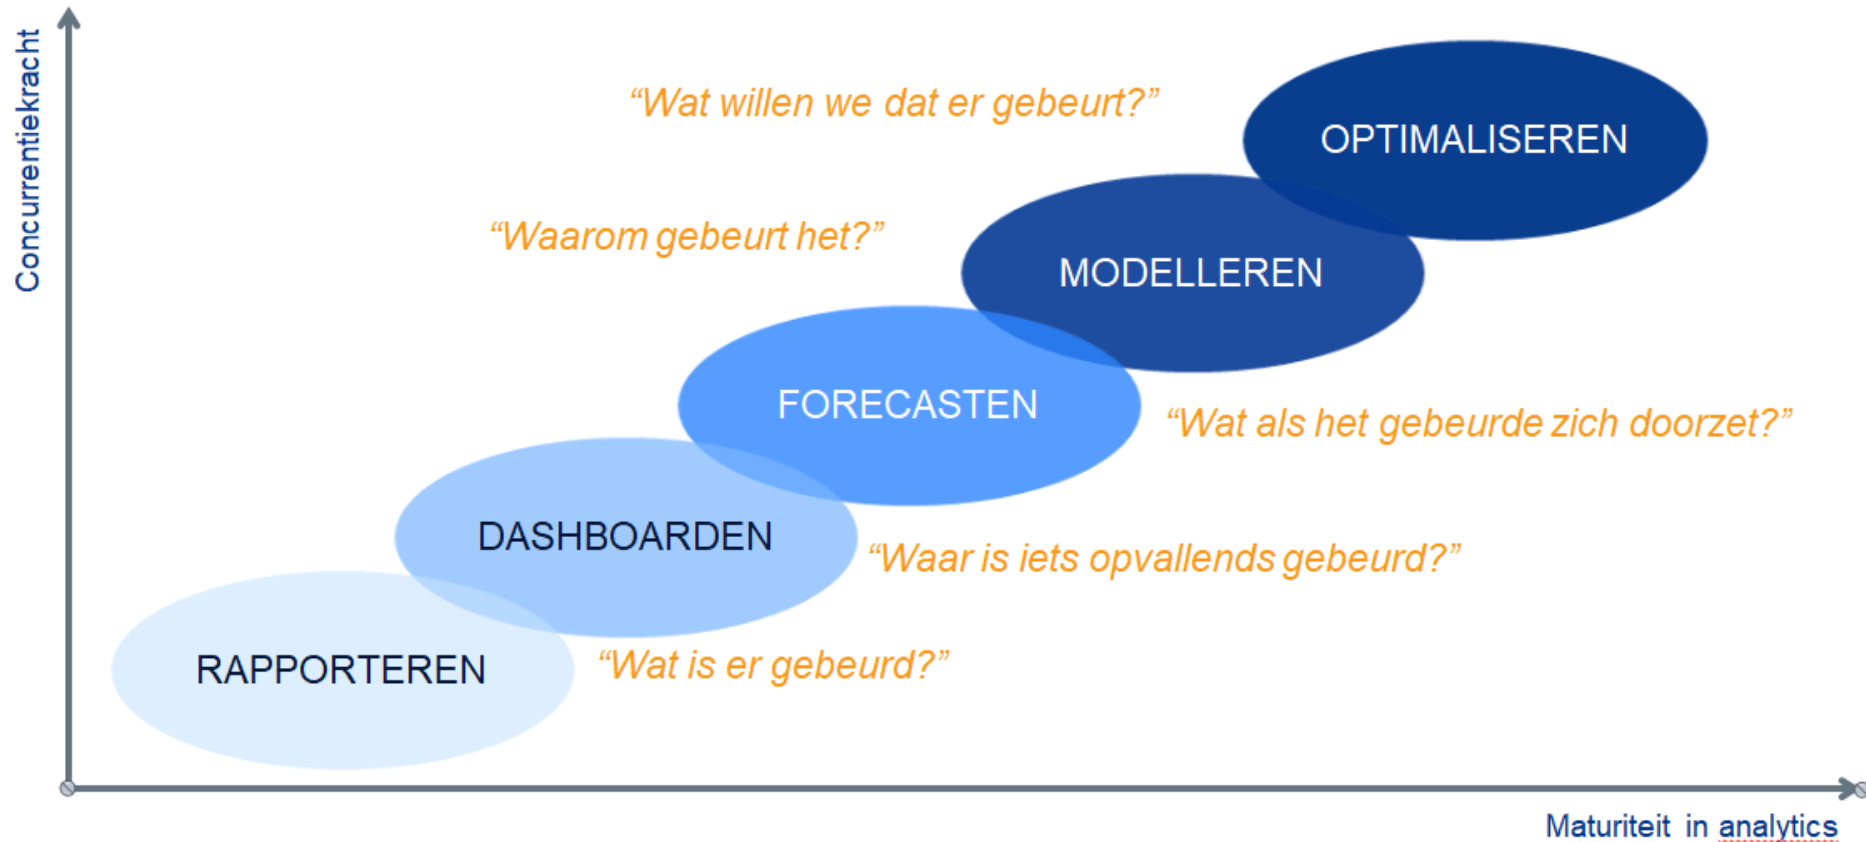 Concurrentiekracht
“Wat willen we dat er gebeurt?”
OPTIMALISEREN
“Waarom gebeurt het?”
MODELLEREN
FORECASTEN
“Wat als het gebeurde zich doorzet?”
DASHBOARDEN
“Waar is iets opvallends gebeurd?”
RAPPORTEREN
“Wat is er gebeurd?”
Maturiteit in analytics